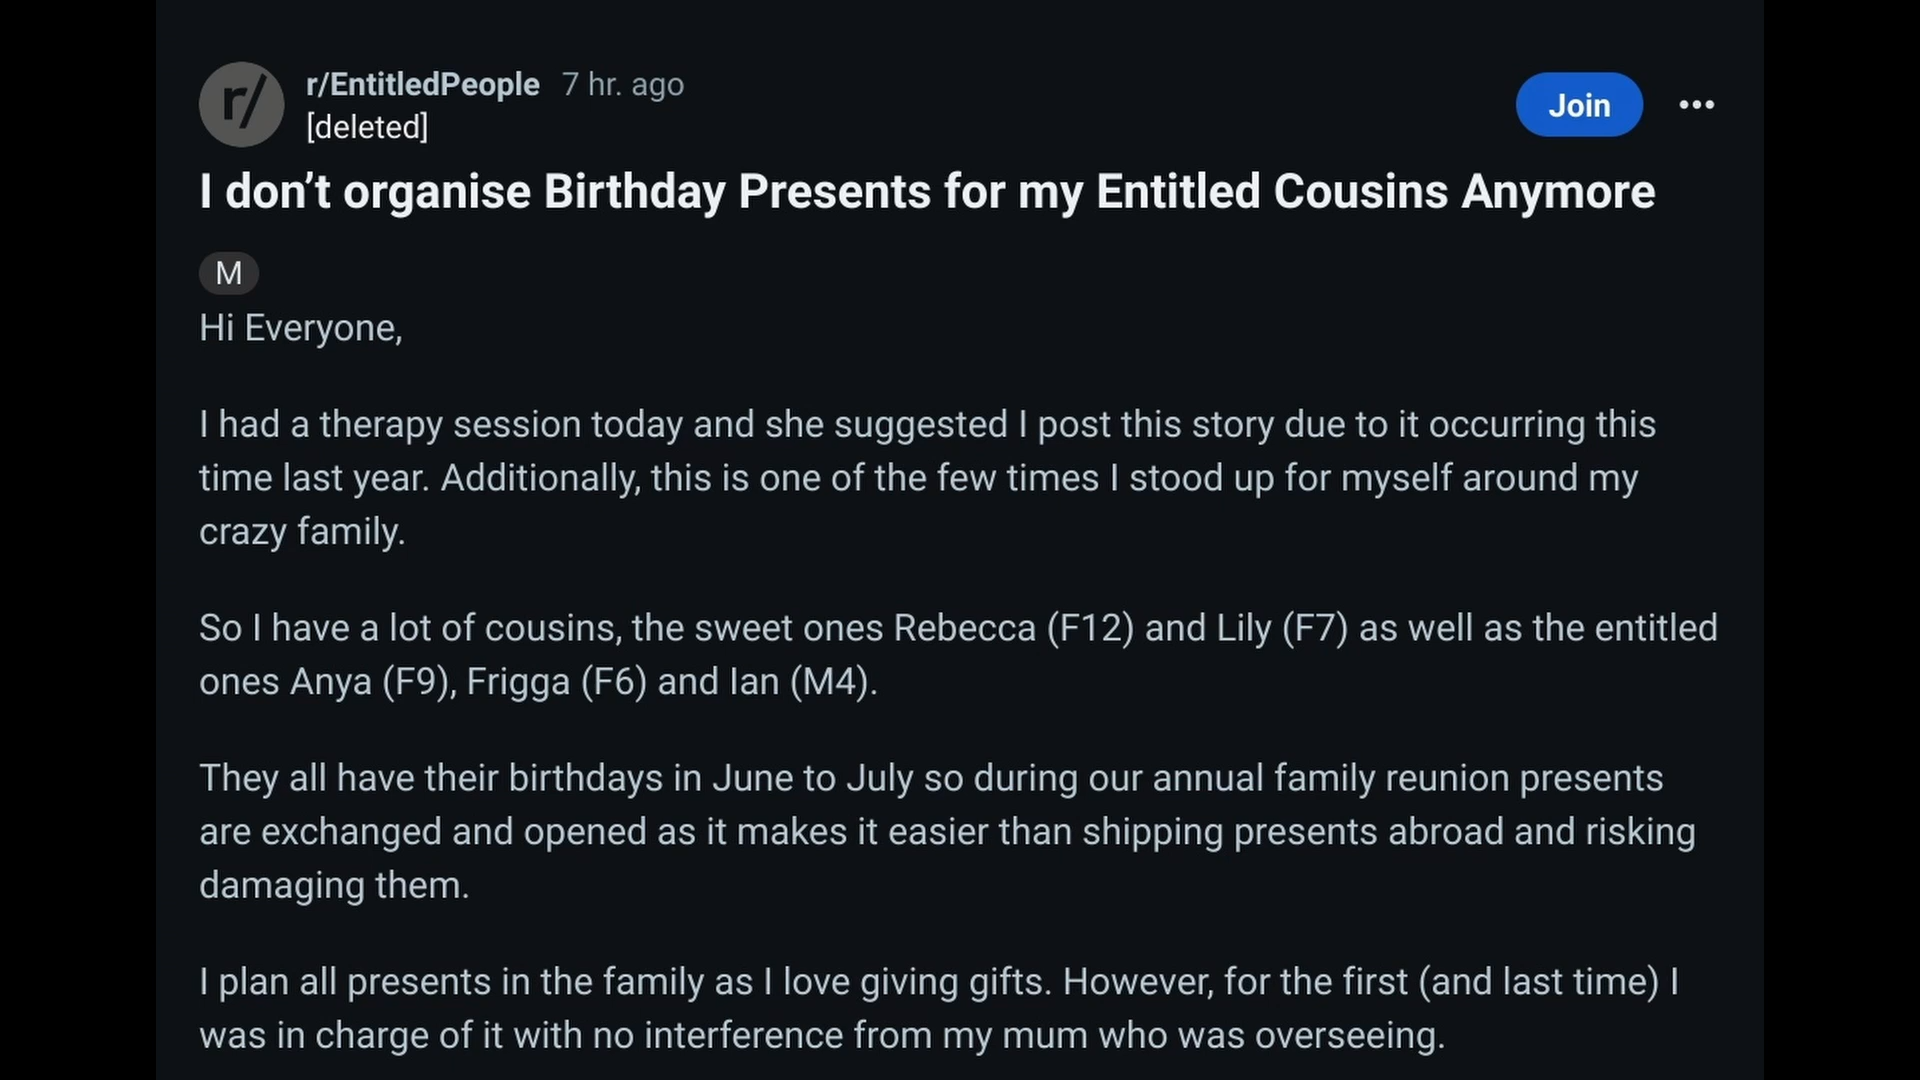 r/
r/EntitledPeople 7 hr. ago
[deleted]
Join
I don’t organise Birthday Presents for my Entitled Cousins Anymore
M
Hi Everyone,
I had a therapy session today and she suggested I post this story due to it occurring this
time last year. Additionally, this is one of the few times I stood up for myself around my
crazy family.
So I have a lot of cousins, the sweet ones Rebecca (F12) and Lily (F7) as well as the entitled
ones Anya (F9), Frigga (F6) and Ian (M4).
They all have their birthdays in June to July so during our annual family reunion presents
are exchanged and opened as it makes it easier than shipping presents abroad and risking
damaging them.
I plan all presents in the family as I love giving gifts. However, for the first (and last time) I
was in charge of it with no interference from my mum who was overseeing.